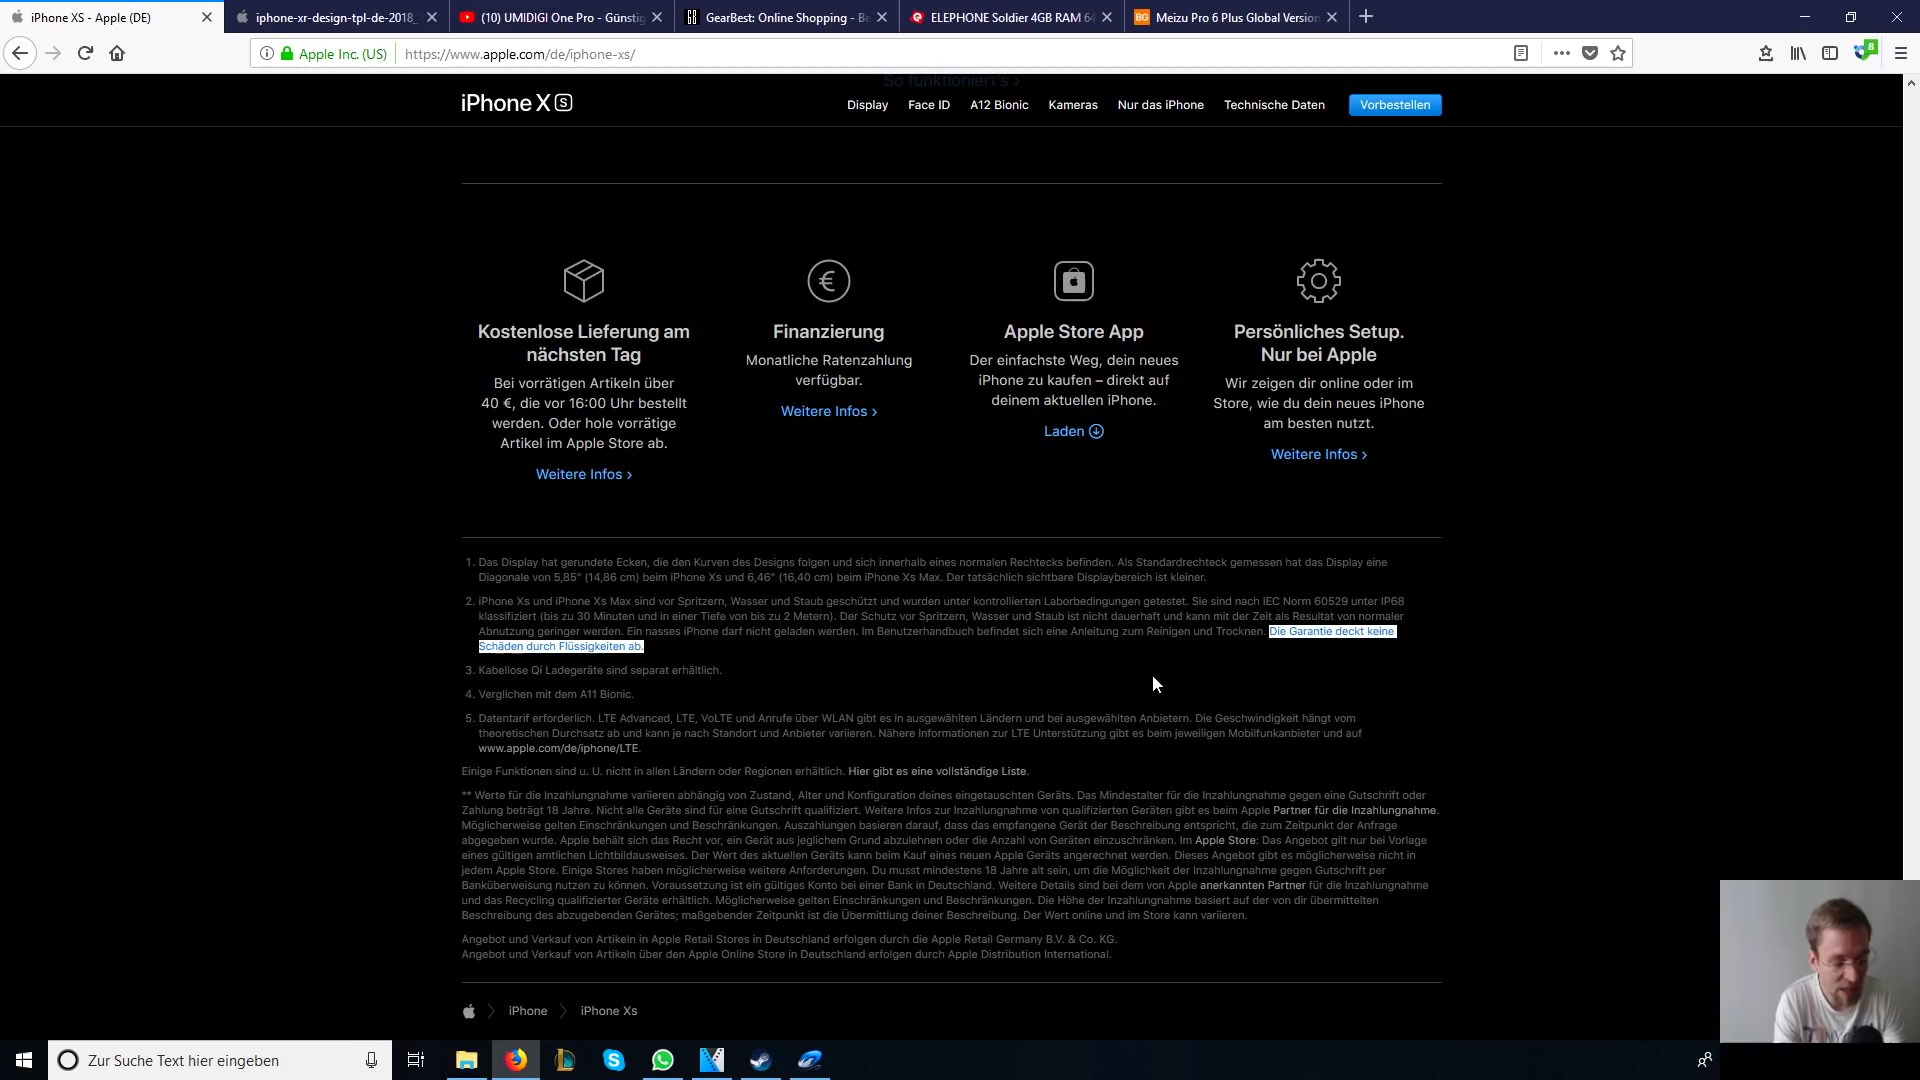 iPhone XS - Apple (DE)
iphone-xr-design-tpl-de-2018_
(10) UMIDIGI One Pro - Günstig
GearBest: Online Shopping - Be
ELEPHONE Soldier 4GB RAM 64
BG Meizu Pro 6 Plus Global Version
Apple Inc. (US)
https://www.apple.com/de/iphone-xs/
8
So funktioniert's >
iPhone XS
Display
Face ID
A12 Bionic
Kameras
Nur das iPhone
Technische Daten
Vorbestellen
Kostenlose Lieferung am
nächsten Tag
Bei vorrätigen Artikeln über
40 €, die vor 16:00 Uhr bestellt
werden. Oder hole vorrätige
Artikel im Apple Store ab.
Weitere Infos >
€
Finanzierung
Monatliche Ratenzahlung
verfügbar.
Weitere Infos >
Apple Store App
Der einfachste Weg, dein neues
iPhone zu kaufen – direkt auf
deinem aktuellen iPhone.
Laden
Persönliches Setup.
Nur bei Apple
Wir zeigen dir online oder im
Store, wie du dein neues iPhone
am besten nutzt.
Weitere Infos >
1. Das Display hat gerundete Ecken, die den Kurven des Designs folgen und sich innerhalb eines normalen Rechtecks befinden. Als Standardrechteck gemessen hat das Display eine
Diagonale von 5,85" (14,86 cm) beim iPhone Xs und 6,46" (16,40 cm) beim iPhone Xs Max. Der tatsächlich sichtbare Displaybereich ist kleiner.
2. iPhone Xs und iPhone Xs Max sind vor Spritzern, Wasser und Staub geschützt und wurden unter kontrollierten Laborbedingungen getestet. Sie sind nach IEC Norm 60529 unter IP68
klassifiziert (bis zu 30 Minuten und in einer Tiefe von bis zu 2 Metern). Der Schutz vor Spritzern, Wasser und Staub ist nicht dauerhaft und kann mit der Zeit als Resultat von normaler
Abnutzung geringer werden. Ein nasses iPhone darf nicht geladen werden. Im Benutzerhandbuch befindet sich eine Anleitung zum Reinigen und Trocknen. Die Garantie deckt keine
Schäden durch Flüssigkeiten ab.
3. Kabellose Qi Ladegeräte sind separat erhältlich.
4. Verglichen mit dem A11 Bionic.
5. Datentarif erforderlich. LTE Advanced, LTE, VoLTE und Anrufe über WLAN gibt es in ausgewählten Ländern und bei ausgewählten Anbietern. Die Geschwindigkeit hängt vom
theoretischen Durchsatz ab und kann je nach Standort und Anbieter variieren. Nähere Informationen zur LTE Unterstützung gibt es beim jeweiligen Mobilfunkanbieter und auf
www.apple.com/de/iphone/LTE.
Einige Funktionen sind u. U. nicht in allen Ländern oder Regionen erhältlich. Hier gibt es eine vollständige Liste.
** Werte für die Inzahlungnahme variieren abhängig von Zustand, Alter und Konfiguration deines eingetauschten Geräts. Das Mindestalter für die Inzahlungnahme gegen eine Gutschrift oder
Zahlung beträgt 18 Jahre. Nicht alle Geräte sind für eine Gutschrift qualifiziert. Weitere Infos zur Inzahlungnahme von qualifizierten Geräten gibt es beim Apple Partner für die Inzahlungnahme.
Möglicherweise gelten Einschränkungen und Beschränkungen. Auszahlungen basieren darauf, dass das empfangene Gerät der Beschreibung entspricht, die zum Zeitpunkt der Anfrage
abgegeben wurde. Apple behält sich das Recht vor, ein Gerät aus jeglichem Grund abzulehnen oder die Anzahl von Geräten einzuschränken. Im Apple Store: Das Angebot gilt nur bei Vorlage
eines gültigen amtlichen Lichtbildausweises. Der Wert des aktuellen Geräts kann beim Kauf eines neuen Apple Geräts angerechnet werden. Dieses Angebot gibt es möglicherweise nicht in
jedem Apple Store. Einige Stores haben möglicherweise weitere Anforderungen. Du musst mindestens 18 Jahre alt sein, um die Möglichkeit der Inzahlungnahme gegen Gutschrift per
Banküberweisung nutzen zu können. Voraussetzung ist ein gültiges Konto bei einer Bank in Deutschland. Weitere Details sind bei dem von Apple anerkannten Partner für die Inzahlungnahme
und das Recycling qualifizierter Geräte erhältlich. Möglicherweise gelten Einschränkungen und Beschränkungen. Die Höhe der Inzahlungnahme basiert auf der von dir übermittelten
Beschreibung des abzugebenden Gerätes; maßgebender Zeitpunkt ist die Übermittlung deiner Beschreibung. Der Wert online und im Store kann variieren.
Angebot und Verkauf von Artikeln in Apple Retail Stores in Deutschland erfolgen durch die Apple Retail Germany B.V. & Co. KG.
Angebot und Verkauf von Artikeln über den Apple Online Store in Deutschland erfolgen durch Apple Distribution International.
iPhone
iPhone Xs
Zur Suche Text hier eingeben